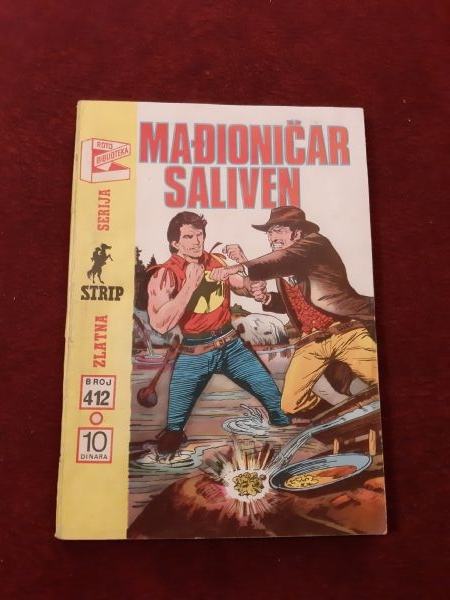 ROTO
BIBLIOTEKA
MAĐIONIČAR
SALIVEN
ZLATNA SERIJA
STRIP
BROJ
412
10
DINARA